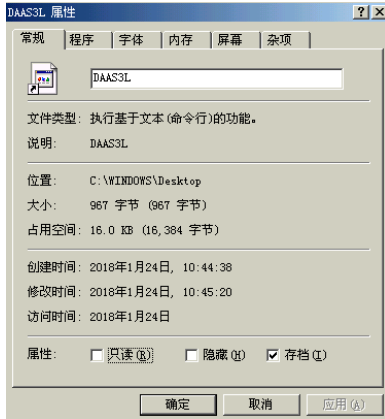 DAAS3L 属性
常规 程序 字体 内存 屏幕 杂项
DAAS3L
文件类型: 执行基于文本(命令行)的功能。
说明: DAAS3L
位置: C:\WINDOWS\Desktop
大小: 967 字节 (967 字节)
占用空间: 16.0 KB (16,384 字节)
创建时间: 2018年1月24日, 10:44:38
修改时间: 2018年1月24日, 10:45:20
访问时间: 2018年1月24日
属性: 只读(R) 隐藏(H) 存档(I)
确定 取消 应用(A)